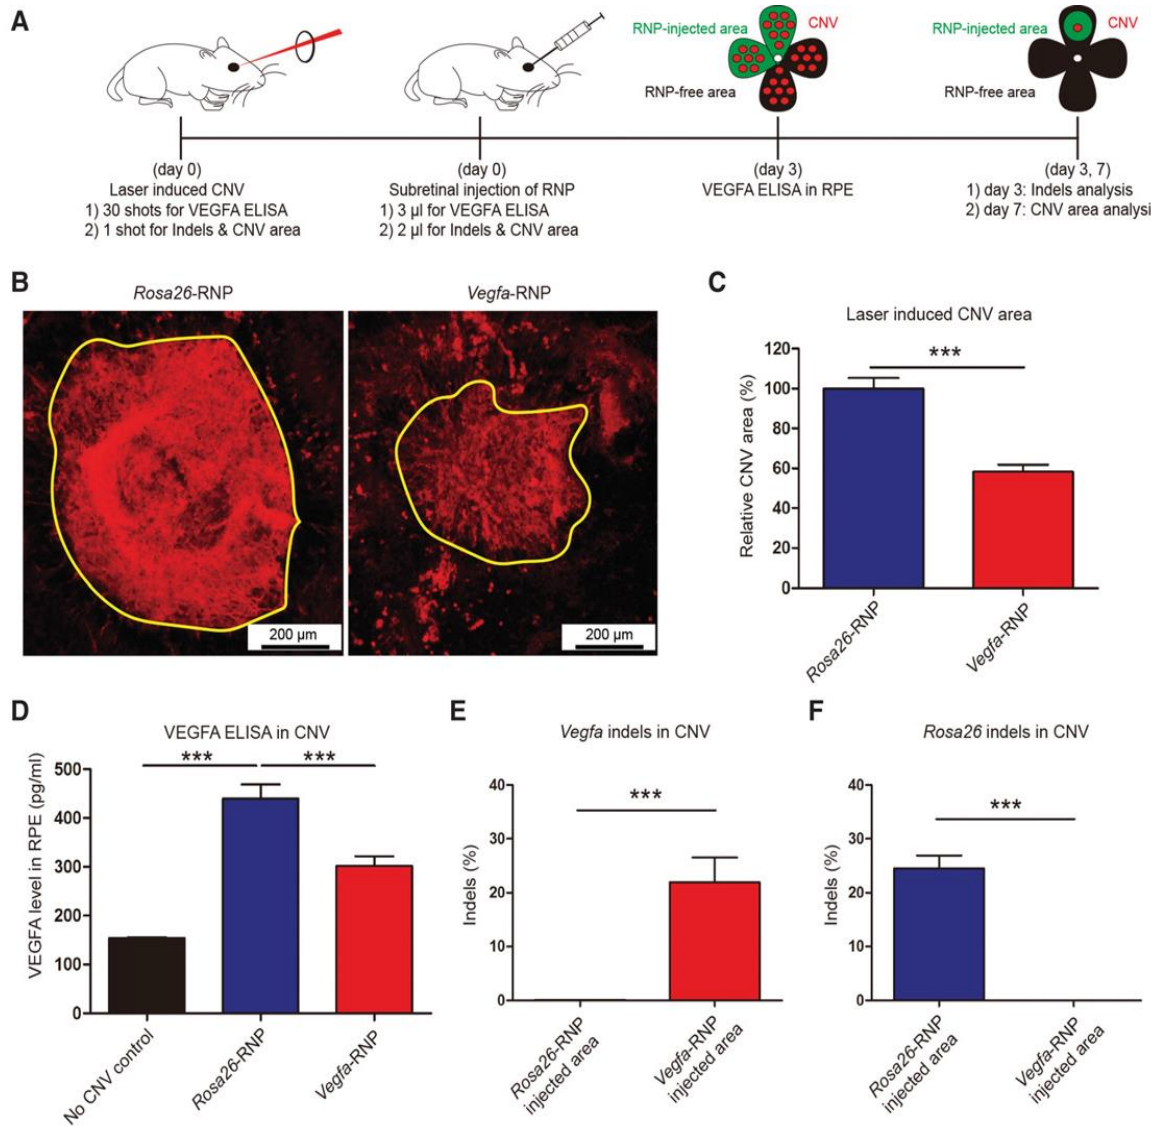 A
RNP-injected area
CNV
RNP-free area
RNP-injected area
CNV
RNP-free area
(day 0)
Laser induced CNV
1) 30 shots for VEGFA ELISA
2) 1 shot for Indels & CNV area
(day 0)
Subretinal injection of RNP
1) 3 µl for VEGFA ELISA
2) 2 µl for Indels & CNV area
(day 3)
VEGFA ELISA in RPE
(day 3, 7)
1) day 3: Indels analysis
2) day 7: CNV area analysi
B
Rosa26-RNP
Vegfa-RNP
200 µm
200 µm
C
Laser induced CNV area
Relative CNV area (%)
120
100
80
60
40
20
0
***
Rosa26-RNP
Vegfa-RNP
D
VEGFA ELISA in CNV
VEGFA level in RPE (pg/ml)
500
400
300
200
100
0
***
***
No CNV control
Rosa26-RNP
Vegfa-RNP
E
Vegfa indels in CNV
Indels (%)
40
30
20
10
0
***
Rosa26-RNP
injected area
Vegfa-RNP
injected area
F
Rosa26 indels in CNV
Indels (%)
40
30
20
10
0
***
Rosa26-RNP
injected area
Vegfa-RNP
injected area